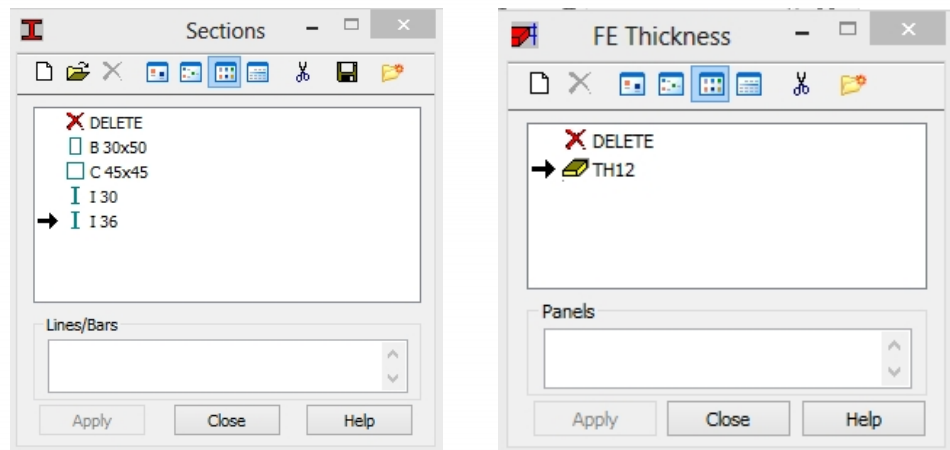 Sections
DELETE
B 30x50
C 45x45
I 30
I 36
Lines/Bars
Apply
Close
Help
FE Thickness
DELETE
TH12
Panels
Apply
Close
Help